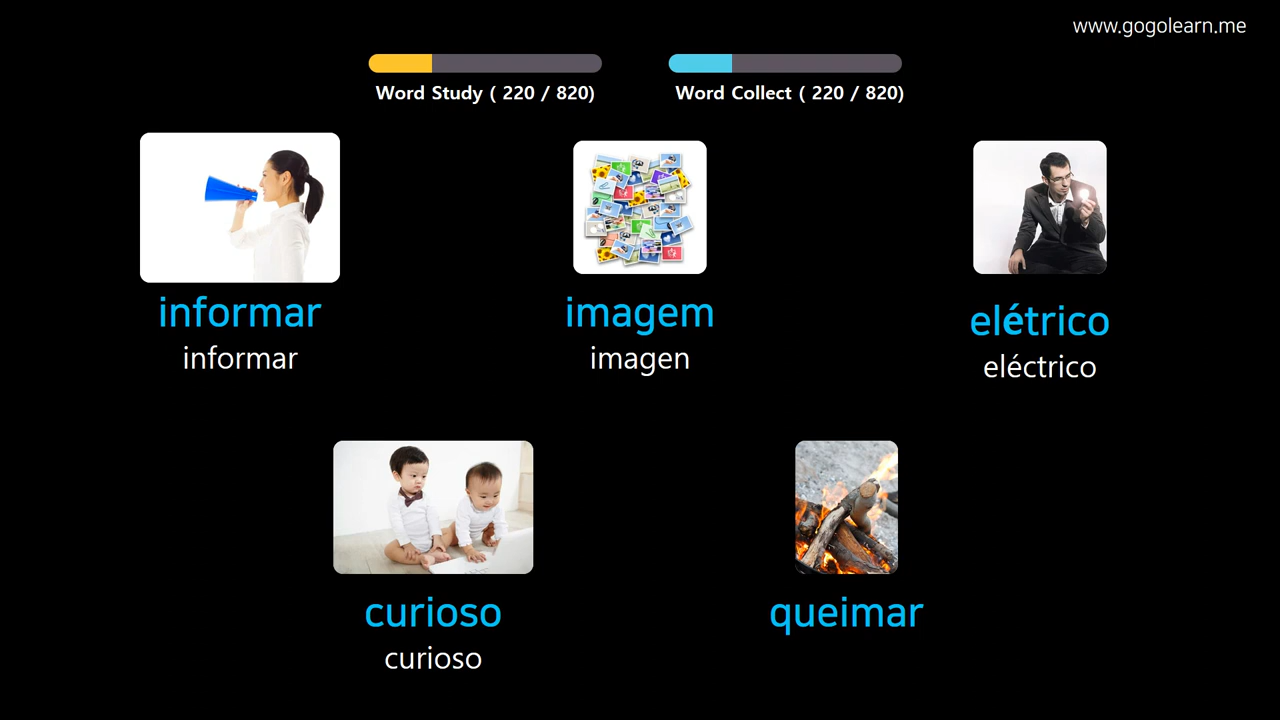 www.gogolearn.me
Word Study ( 220 / 820)
Word Collect ( 220 / 820)
informar
informar
imagem
imagen
elétrico
eléctrico
curioso
curioso
queimar